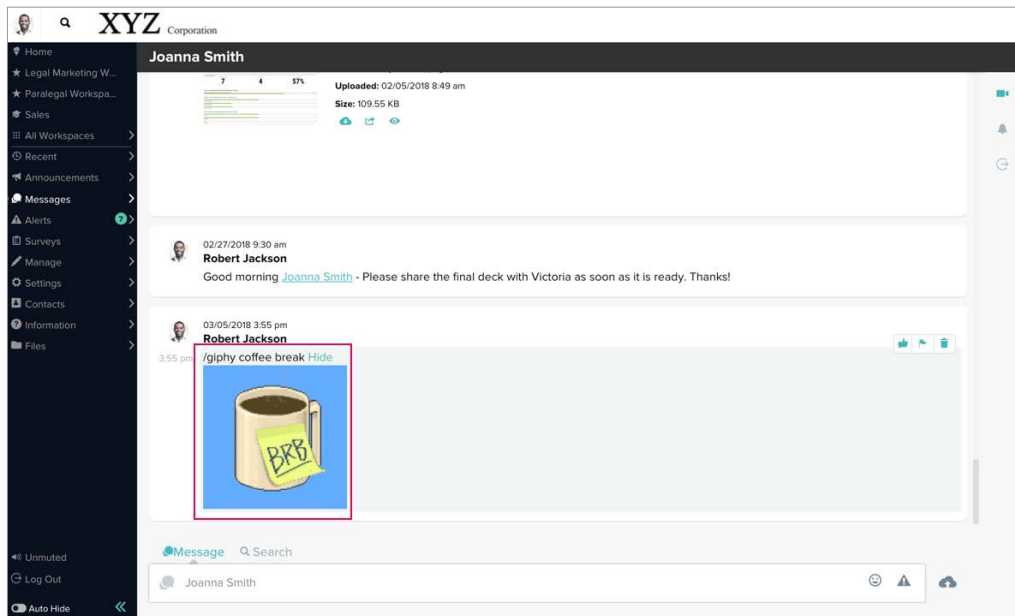 XYZ Corporation
Home
Legal Marketing W...
Paralegal Workspa...
Sales
All Workspaces
Recent
Announcements
Messages
Alerts 7
Surveys
Manage
Settings
Contacts
Information
Files
Unmuted
Log Out
Auto Hide
Joanna Smith
7 4 57%
Uploaded: 02/05/2018 8:49 am
Size: 109.55 KB
02/27/2018 9:30 am
Robert Jackson
Good morning Joanna Smith - Please share the final deck with Victoria as soon as it is ready. Thanks!
03/05/2018 3:55 pm
Robert Jackson
3:55 pm /giphy coffee break Hide
BRB
Message Search
Joanna Smith